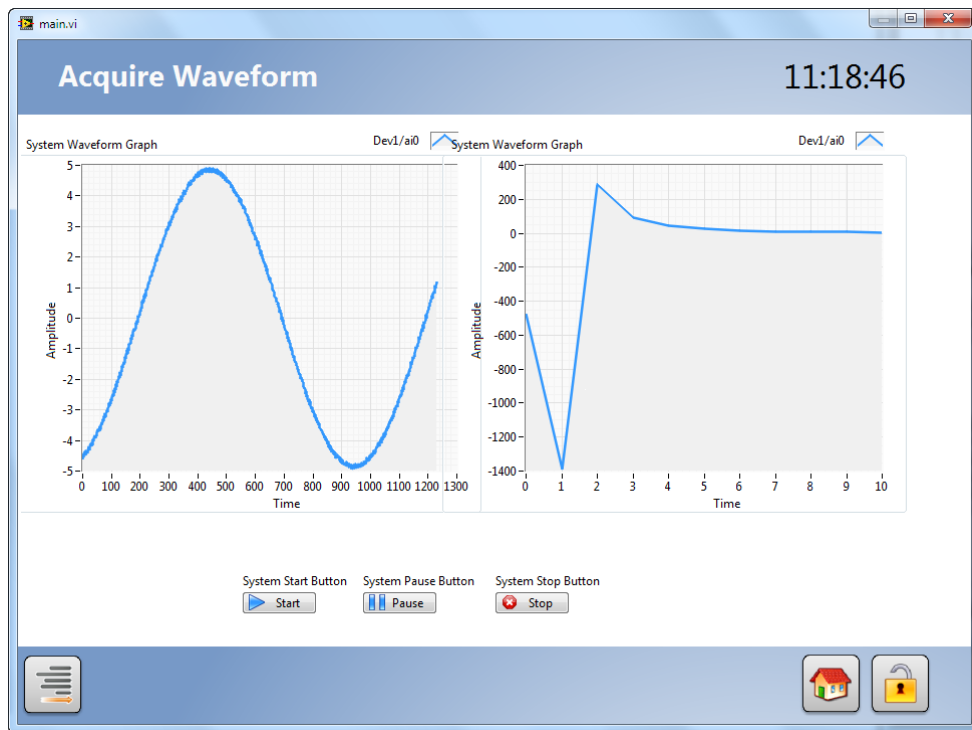 main.vi
Acquire Waveform 11:18:46
System Waveform Graph Dev1/ai0
5
4
3
2
1
0
-1
-2
-3
-4
-5
Amplitude
0 100 200 300 400 500 600 700 800 900 1000 1100 1200 1300
Time
System Waveform Graph Dev1/ai0
400
200
0
-200
-400
-600
-800
-1000
-1200
-1400
Amplitude
0 1 2 3 4 5 6 7 8 9 10
Time
System Start Button System Pause Button System Stop Button
Start Pause Stop